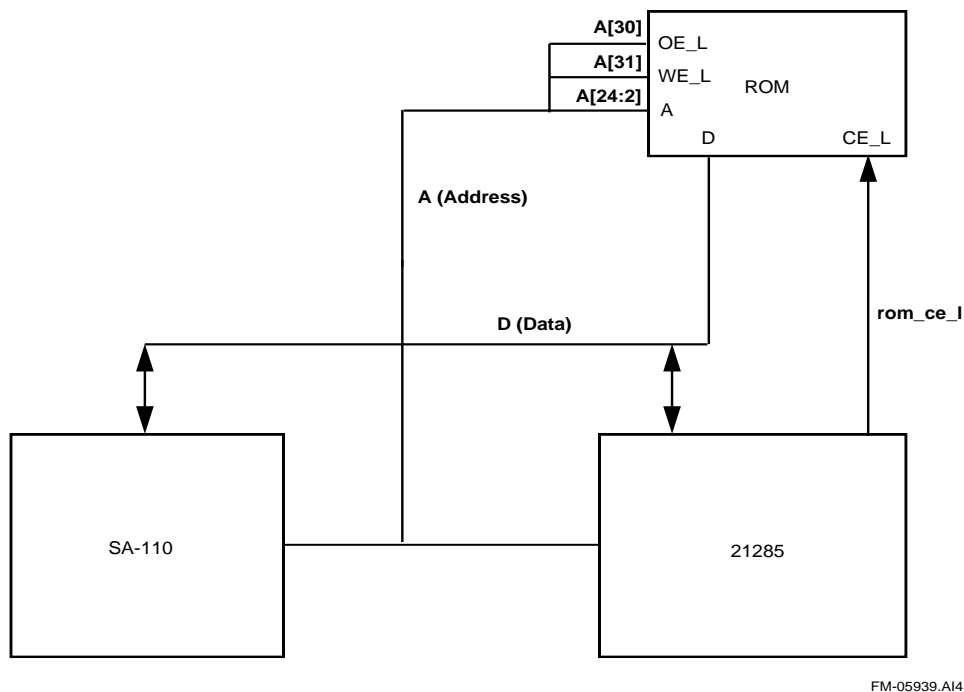 A[30]
OE_L
A[31]
WE_L
ROM
A[24:2]
A
D
CE_L
A (Address)
rom_ce_l
D (Data)
SA-110
21285
FM-05939.AI4